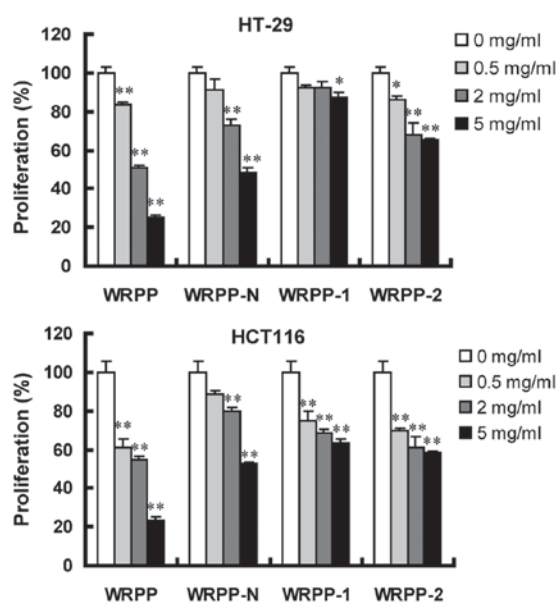 HT-29
Proliferation (%)
120
100
80
60
40
20
0
** ** **
** **
*
* ** **
WRPP WRPP-N WRPP-1 WRPP-2
0 mg/ml
0.5 mg/ml
2 mg/ml
5 mg/ml
HCT116
Proliferation (%)
120
100
80
60
40
20
0
** ** **
** **
** ** **
** ** **
WRPP WRPP-N WRPP-1 WRPP-2
0 mg/ml
0.5 mg/ml
2 mg/ml
5 mg/ml